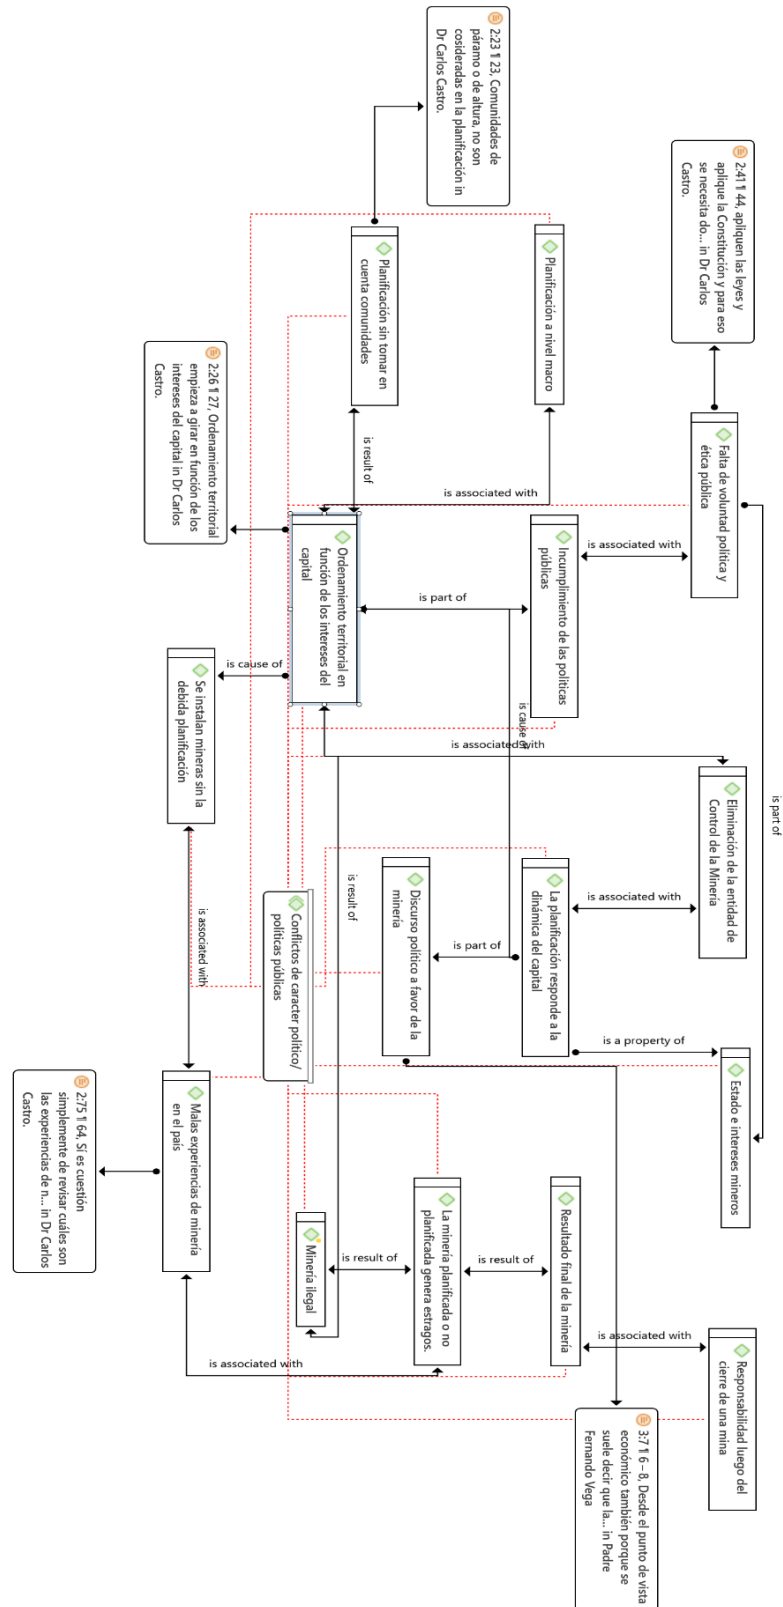 2:23 ¶ 23, Comunidades de
páramo o de altura, no son
cosideradas en la planificación in
Dr Carlos Castro.
2:41 ¶ 44, apliquen las leyes y
aplique la Constitución y para eso
se necesita do... in Dr Carlos
Castro.
Planificación sin tomar en
cuenta comunidades
Planificación a nivel macro
2:26 ¶ 27, Ordenamiento territorial
empieza a girar en función de los
intereses del capital in Dr Carlos
Castro.
Falta de voluntad política y
ética pública
is result of
is associated with
is associated with
Ordenamiento territorial en
función de los intereses del
capital
Incumplimiento de las politicas
públicas
is part of
is cause of
Se instalan mineras sin la
debida planificación
is cause of
is associated with
is part of
Eliminación de la entidad de
Control de la Minería
is associated with
La planificación responde a la
dinámica del capital
Discurso político a favor de la
minería
is part of
is result of
is associated with
Conflictos de caracter político/
políticas públicas
is a property of
Estado e intereses mineros
Malas experiencias de minería
en el país
2:75 ¶ 64, Sí es cuestión
simplemente de revisar cuáles son
las experiencias de n... in Dr Carlos
Castro.
Minería ilegal
is result of
La minería planificada o no
planificada genera estragos.
is result of
Resultado final de la minería
is associated with
is associated with
Responsabilidad luego del
cierre de una mina
3:7 ¶ 6 – 8, Desde el punto de vista
económico también porque se
suele decir que la... in Padre
Fernando Vega